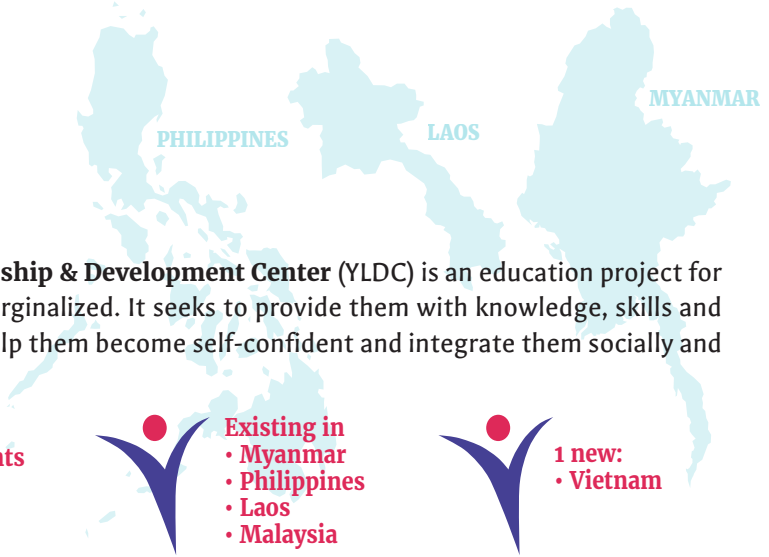 MYANMAR
PHILIPPINES
LAOS
ship & Development Center (YLDC) is an education project for
rginalized. It seeks to provide them with knowledge, skills and
lp them become self-confident and integrate them socially and
nts
Existing in
• Myanmar
• Philippines
• Laos
• Malaysia
1 new:
• Vietnam